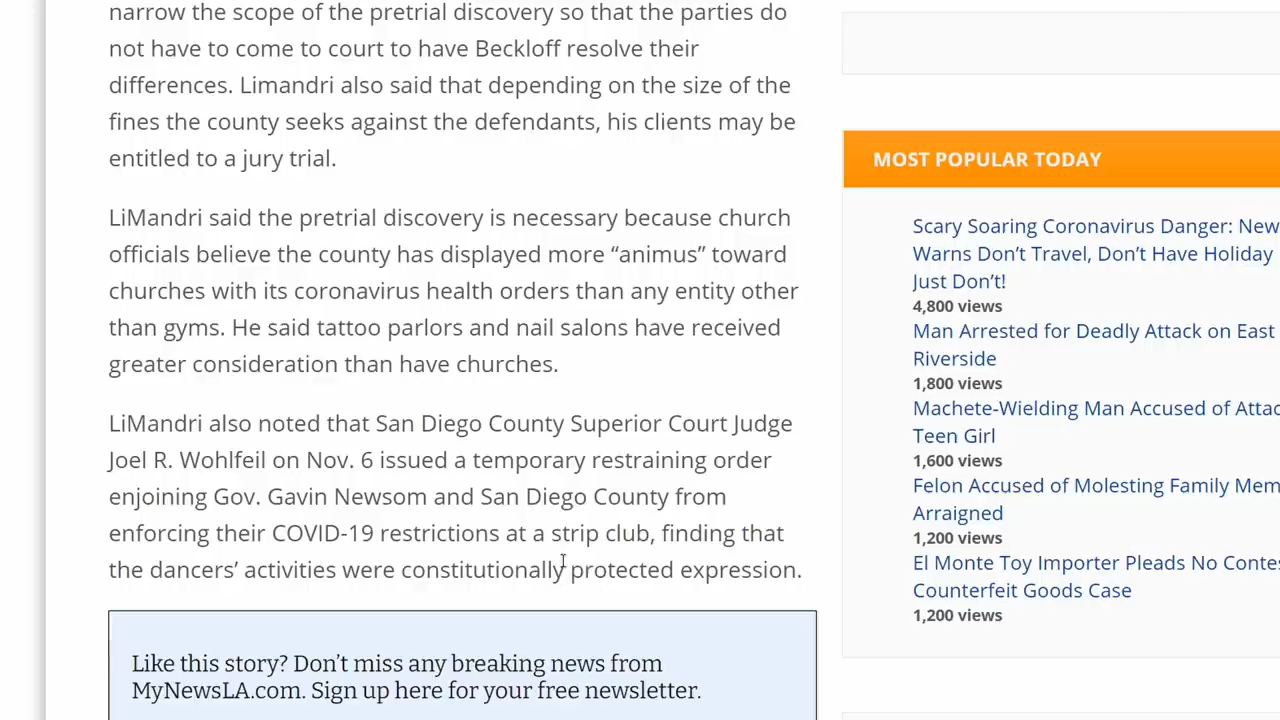 narrow the scope of the pretrial discovery so that the parties do
not have to come to court to have Beckloff resolve their
differences. Limandri also said that depending on the size of the
fines the county seeks against the defendants, his clients may be
entitled to a jury trial.
LiMandri said the pretrial discovery is necessary because church
officials believe the county has displayed more “animus” toward
churches with its coronavirus health orders than any entity other
than gyms. He said tattoo parlors and nail salons have received
greater consideration than have churches.
LiMandri also noted that San Diego County Superior Court Judge
Joel R. Wohlfeil on Nov. 6 issued a temporary restraining order
enjoining Gov. Gavin Newsom and San Diego County from
enforcing their COVID-19 restrictions at a strip club, finding that
the dancers’ activities were constitutionally protected expression.
Like this story? Don’t miss any breaking news from
MyNewsLA.com. Sign up here for your free newsletter.
MOST POPULAR TODAY
Scary Soaring Coronavirus Danger: New
Warns Don’t Travel, Don’t Have Holiday
Just Don’t!
4,800 views
Man Arrested for Deadly Attack on East
Riverside
1,800 views
Machete-Wielding Man Accused of
Teen Girl
1,600 views
Felon Accused of Molesting Family
Arraigned
1,200 views
El Monte Toy Importer Pleads No
Counterfeit Goods Case
1,200 views